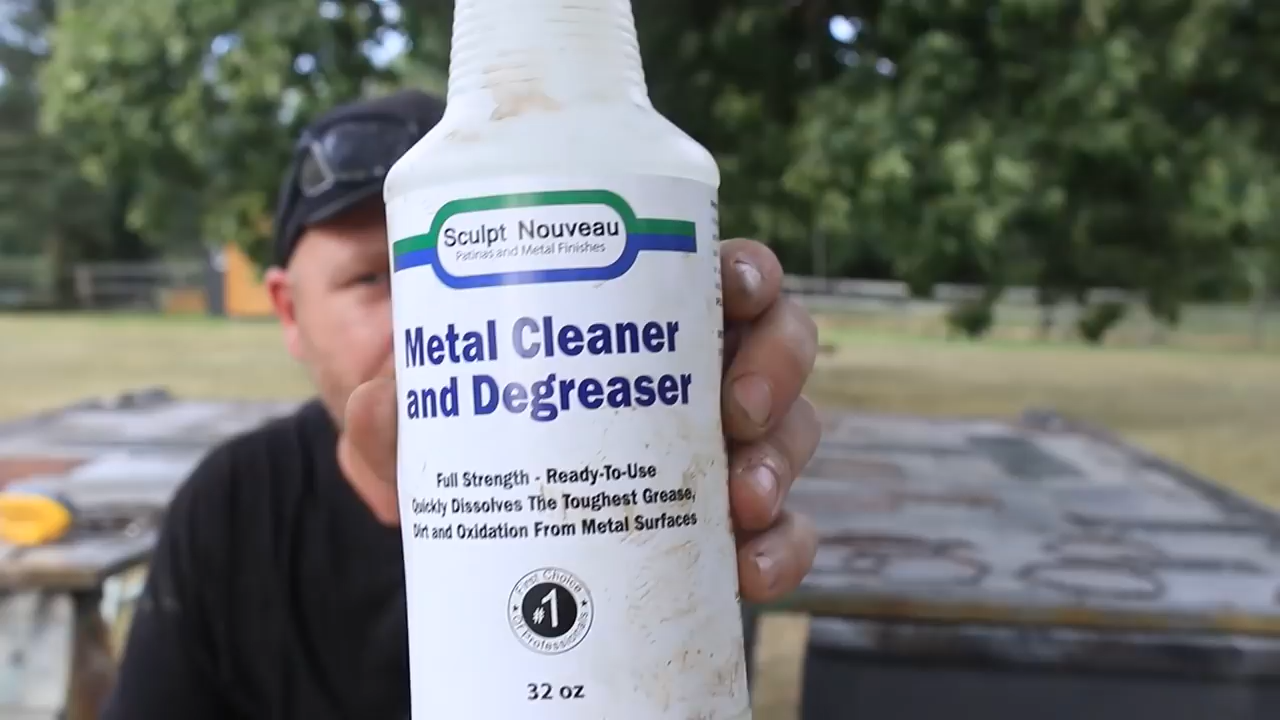 Sculpt Nouveau
Patinas and Metal Finishes
Metal Cleaner
and Degreaser
Full Strength - Ready-To-Use
Quickly Dissolves The Toughest Grease,
Dirt and Oxidation From Metal Surfaces
First Choice
#1
Of Professionals
32 oz